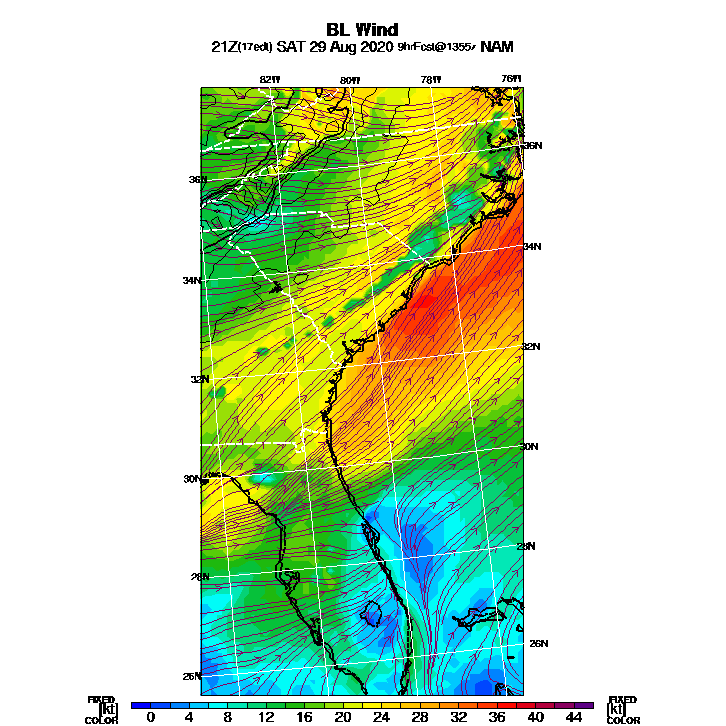 BL Wind
21Z(17edt) SAT 29 Aug 2020 9hrFcst@1355z NAM
82W 80W 78W 76W
36N
36N
34N
34N
32N
32N
30N
30N
28N
28N
26N
26N
FIXED FIXED
[kt] [kt]
COLOR COLOR
0 4 8 12 16 20 24 28 32 36 40 44